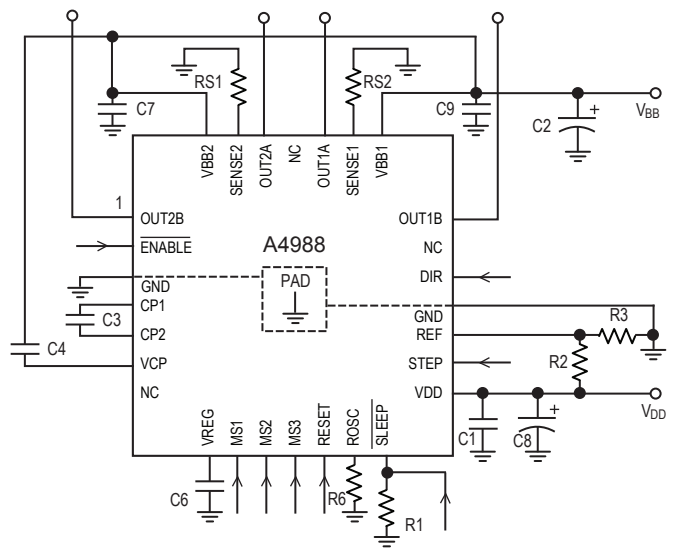 RS1
RS2
C7
C9
C2
+
VBB
VBB2
SENSE2
OUT2A
NC
OUT1A
SENSE1
VBB1
1
OUT2B
OUT1B
ENABLE
A4988
NC
PAD
DIR
GND
GND
CP1
CP2
C3
C4
VCP
NC
REF
R3
R2
STEP
VDD
VDD
C1
C8
+
VREG
MS1
MS2
MS3
RESET
ROSC
SLEEP
C6
R6
R1